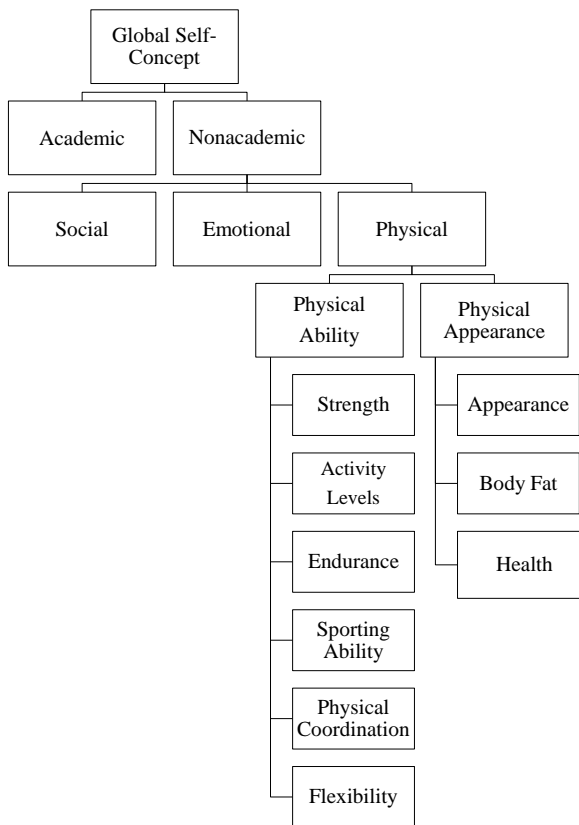 Global Self-
Concept
Academic
Nonacademic
Social
Emotional
Physical
Physical
Ability
Physical
Appearance
Strength
Appearance
Activity
Levels
Body Fat
Endurance
Health
Sporting
Ability
Physical
Coordination
Flexibility